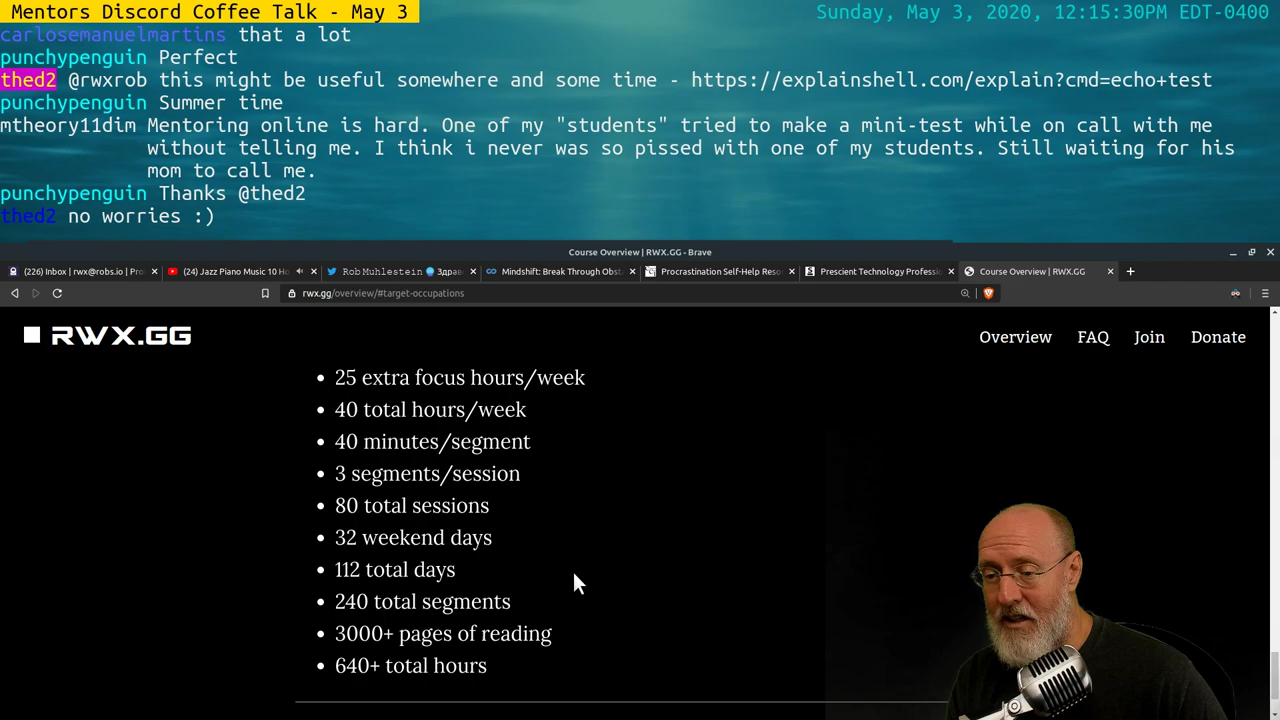 Mentors Discord Coffee Talk - May 3
Sunday, May 3, 2020, 12:15:30PM EDT-0400
carlosemanuelmartins that a lot
punchypenguin Perfect
thed2 @rwxrob this might be useful somewhere and some time - https://explainshell.com/explain?cmd=echo+test
punchypenguin Summer time
mtheory11dim Mentoring online is hard. One of my "students" tried to make a mini-test while on call with me
without telling me. I think i never was so pissed with one of my students. Still waiting for his
mom to call me.
punchypenguin Thanks @thed2
thed2 no worries :)
Course Overview | RWX.GG - Brave
(226) Inbox | rwx@robs.io | Pro
(24) Jazz Piano Music 10 Ho
Rob Muhlestein Здрав
Mindshift: Break Through Obst
Procrastination Self-Help Reso
Prescient Technology Professio
Course Overview | RWX.GG
rwx.gg/overview/#target-occupations
RWX.GG
Overview FAQ Join Donate
• 25 extra focus hours/week
• 40 total hours/week
• 40 minutes/segment
• 3 segments/session
• 80 total sessions
• 32 weekend days
• 112 total days
• 240 total segments
• 3000+ pages of reading
• 640+ total hours